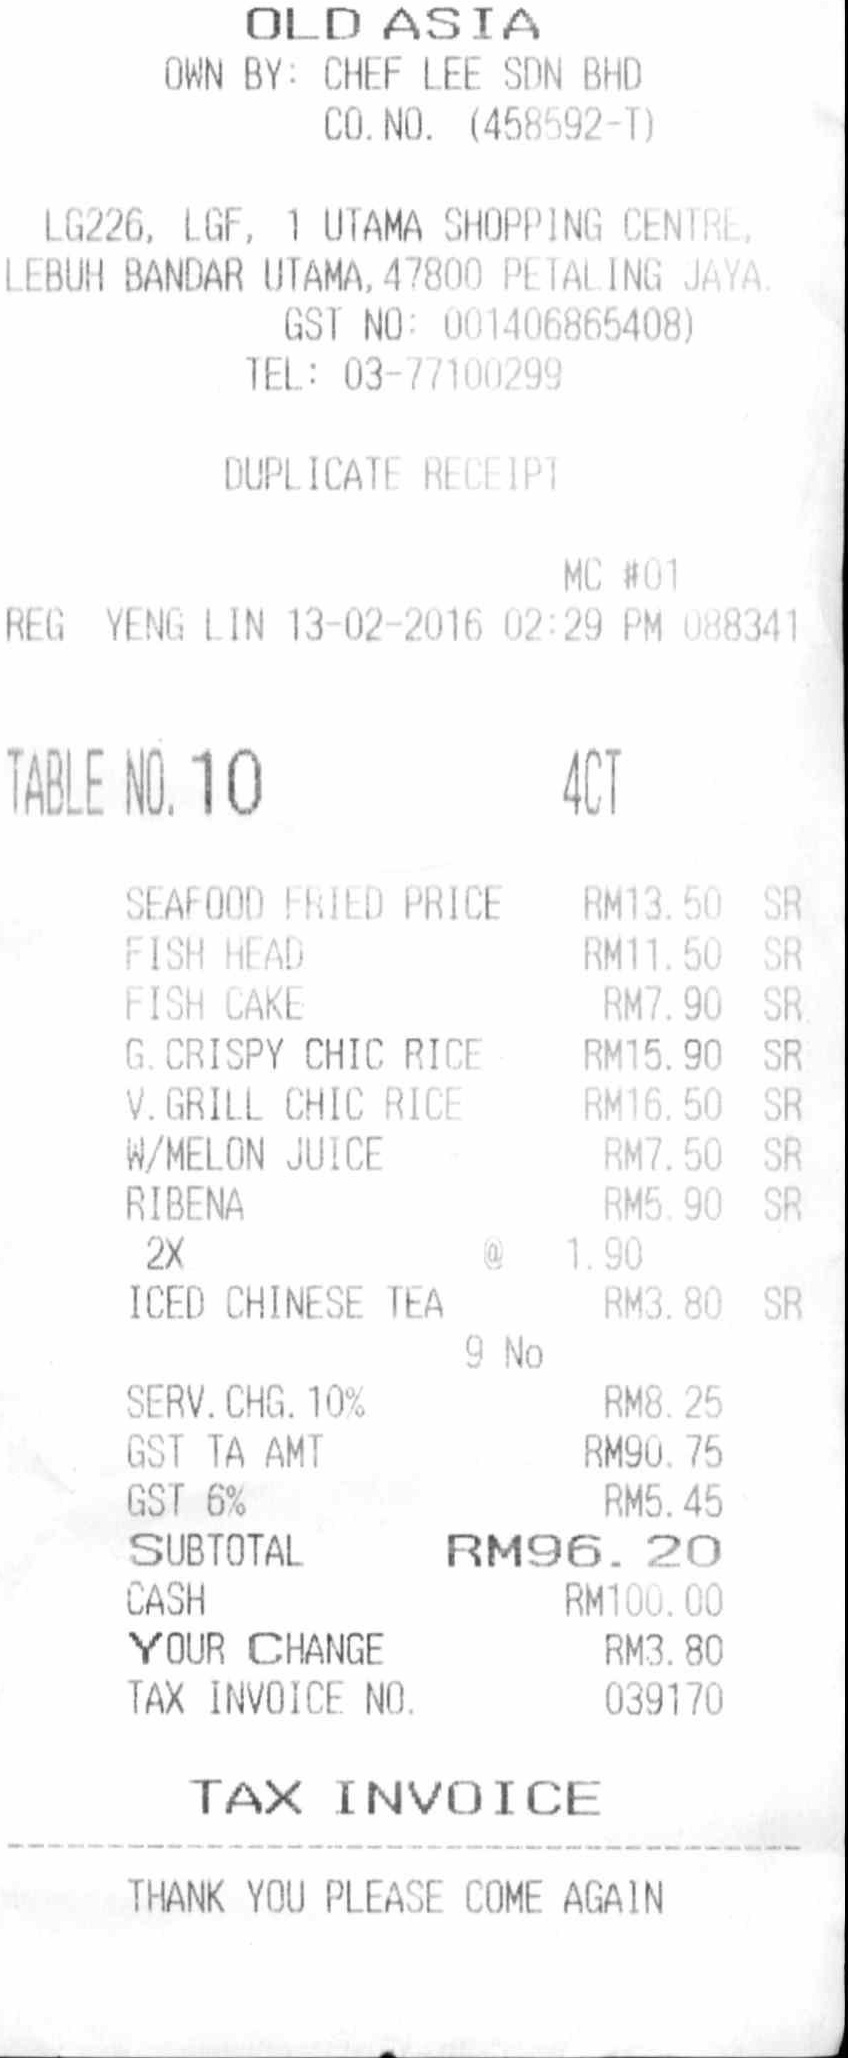 OLD ASIA
OWN BY: CHEF LEE SDN BHD
CO.NO. (458592-T)
LG226, LGF, 1 UTAMA SHOPPING CENTRE,
LEBUH BANDAR UTAMA,47800 PETALING JAYA.
GST NO: 001406865408)
TEL: 03-77100299
DUPLICATE RECEIPT
MC #01
REG YENG LIN 13-02-2016 02:29 PM 088341
TABLE NO. 10 4CT
SEAFOOD FRIED PRICE RM13.50 SR
FISH HEAD RM11.50 SR
FISH CAKE RM7.90 SR
G.CRISPY CHIC RICE RM15.90 SR
V.GRILL CHIC RICE RM16.50 SR
W/MELON JUICE RM7.50 SR
RIBENA RM5.90 SR
2X @ 1.90
ICED CHINESE TEA RM3.80 SR
9 No
SERV.CHG.10% RM8.25
GST TA AMT RM90.75
GST 6% RM5.45
SUBTOTAL RM96.20
CASH RM100.00
YOUR CHANGE RM3.80
TAX INVOICE NO. 039170
TAX INVOICE
THANK YOU PLEASE COME AGAIN